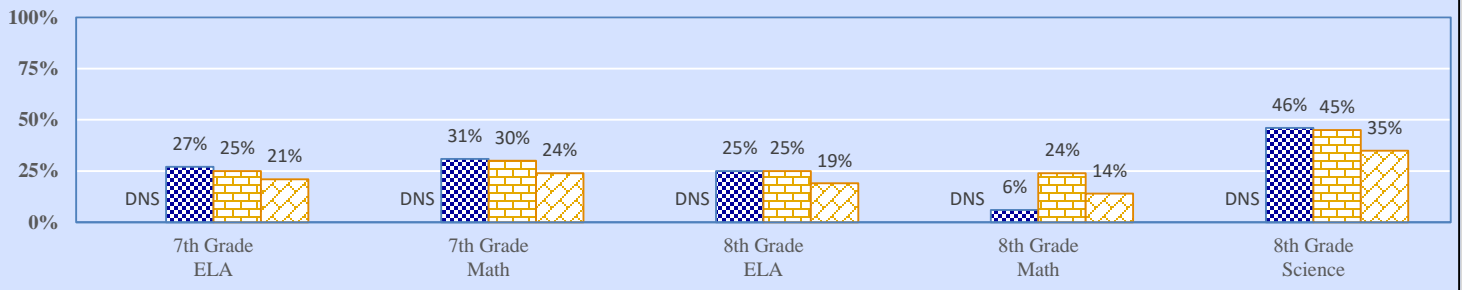 100%
75%
50%
25%
0%
DNS 27% 25% 21%
DNS 31% 30% 24%
DNS 25% 25% 19%
DNS 6% 24% 14%
DNS 46% 45% 35%
7th Grade
ELA
7th Grade
Math
8th Grade
ELA
8th Grade
Math
8th Grade
Science